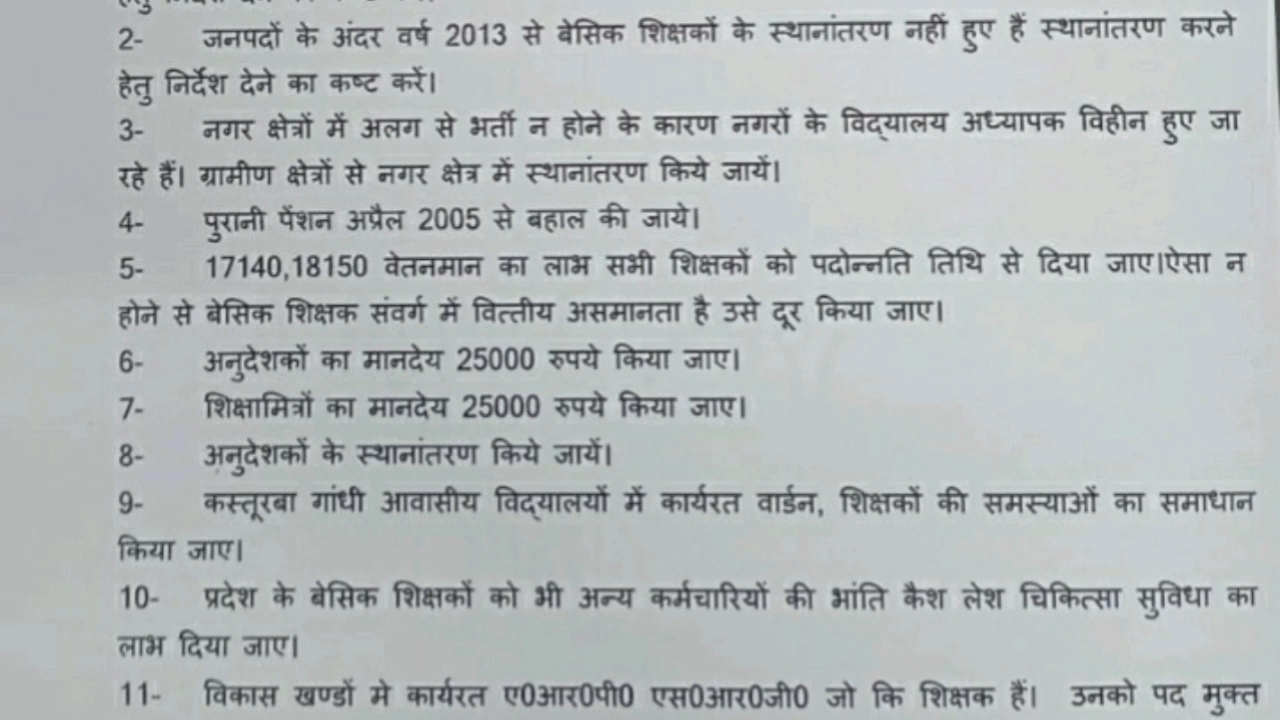 हेतु निर्देश देने का कष्ट करें।
2- जनपदों के अंदर वर्ष 2013 से बेसिक शिक्षकों के स्थानांतरण नहीं हुए हैं स्थानांतरण करने
हेतु निर्देश देने का कष्ट करें।
3- नगर क्षेत्रों में अलग से भर्ती न होने के कारण नगरों के विद्यालय अध्यापक विहीन हुए जा
रहे हैं। ग्रामीण क्षेत्रों से नगर क्षेत्र में स्थानांतरण किये जायें।
4- पुरानी पेंशन अप्रैल 2005 से बहाल की जाये।
5- 17140,18150 वेतनमान का लाभ सभी शिक्षकों को पदोन्नति तिथि से दिया जाए।ऐसा न
होने से बेसिक शिक्षक संवर्ग में वित्तीय असमानता है उसे दूर किया जाए।
6- अनुदेशकों का मानदेय 25000 रुपये किया जाए।
7- शिक्षामित्रों का मानदेय 25000 रुपये किया जाए।
8- अनुदेशकों के स्थानांतरण किये जायें।
9- कस्तूरबा गांधी आवासीय विद्यालयों में कार्यरत वार्डन, शिक्षकों की समस्याओं का समाधान
किया जाए।
10- प्रदेश के बेसिक शिक्षकों को भी अन्य कर्मचारियों की भांति कैश लेश चिकित्सा सुविधा का
लाभ दिया जाए।
11- विकास खण्डों मे कार्यरत ए0आर0पी0 एस0आर0जी0 जो कि शिक्षक हैं। उनको पद मुक्त